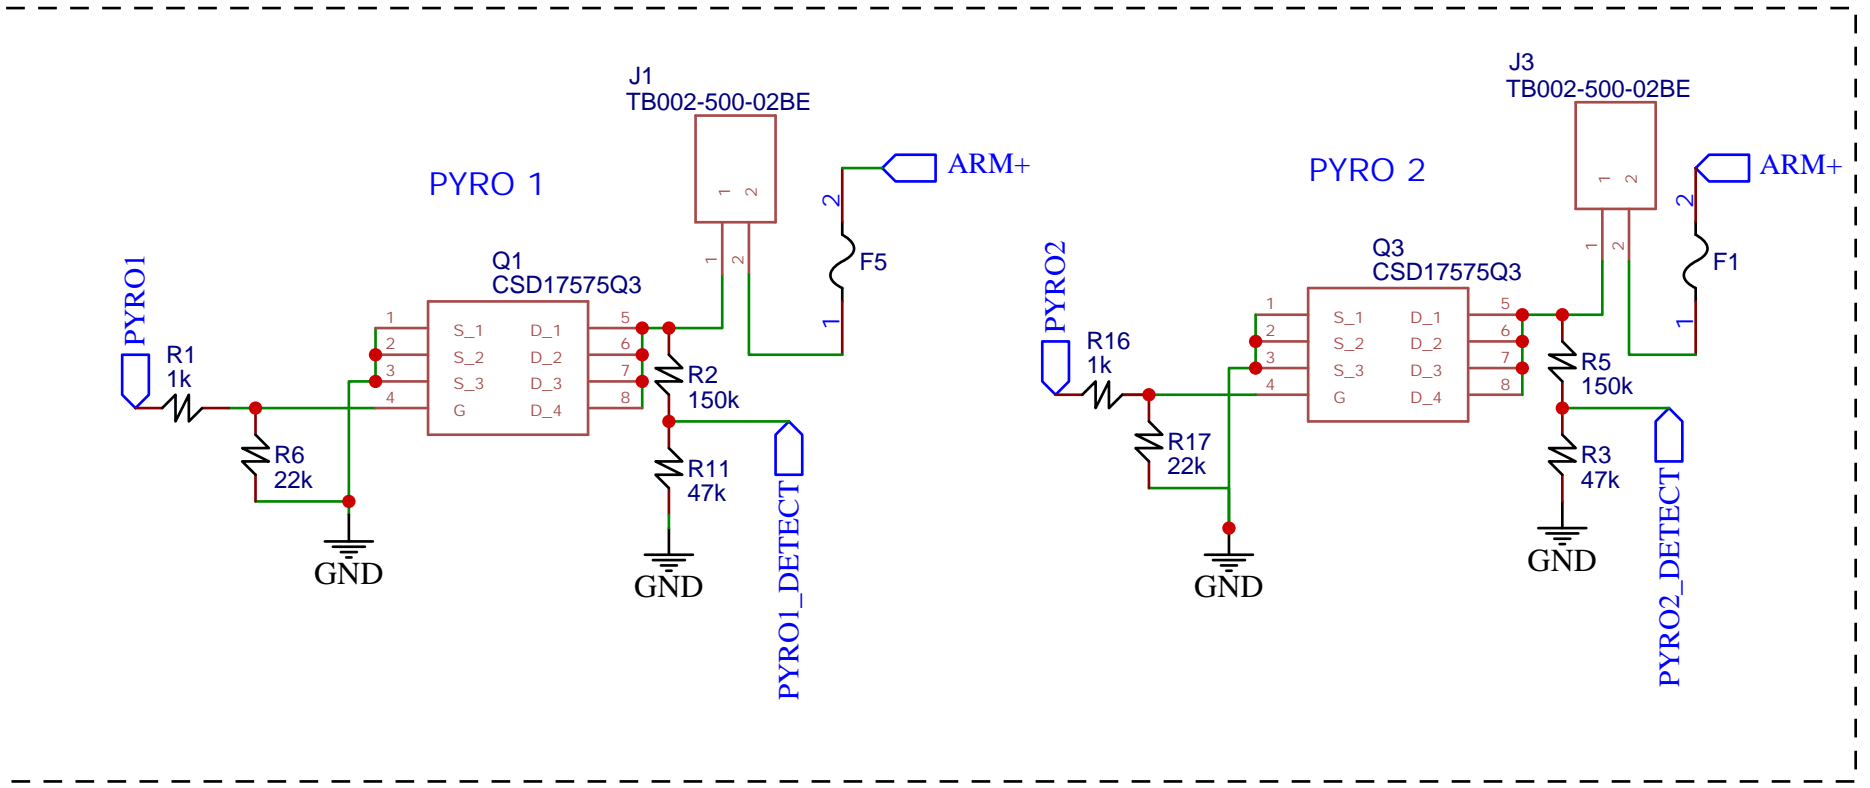 J1
TB002-500-02BE
1
2
1
2
PYRO 1
ARM+
2
F5
1
PYRO1
Q1
CSD17575Q3
1
2
3
4
S_1
S_2
S_3
G
D_1
D_2
D_3
D_4
5
6
7
8
R1
1k
R6
22k
GND
R2
150k
R11
47k
GND
PYRO1_DETECT
J3
TB002-500-02BE
1
2
1
2
PYRO 2
ARM+
2
F1
1
PYRO2
Q3
CSD17575Q3
1
2
3
4
S_1
S_2
S_3
G
D_1
D_2
D_3
D_4
5
6
7
8
R16
1k
R17
22k
GND
R5
150k
R3
47k
GND
PYRO2_DETECT